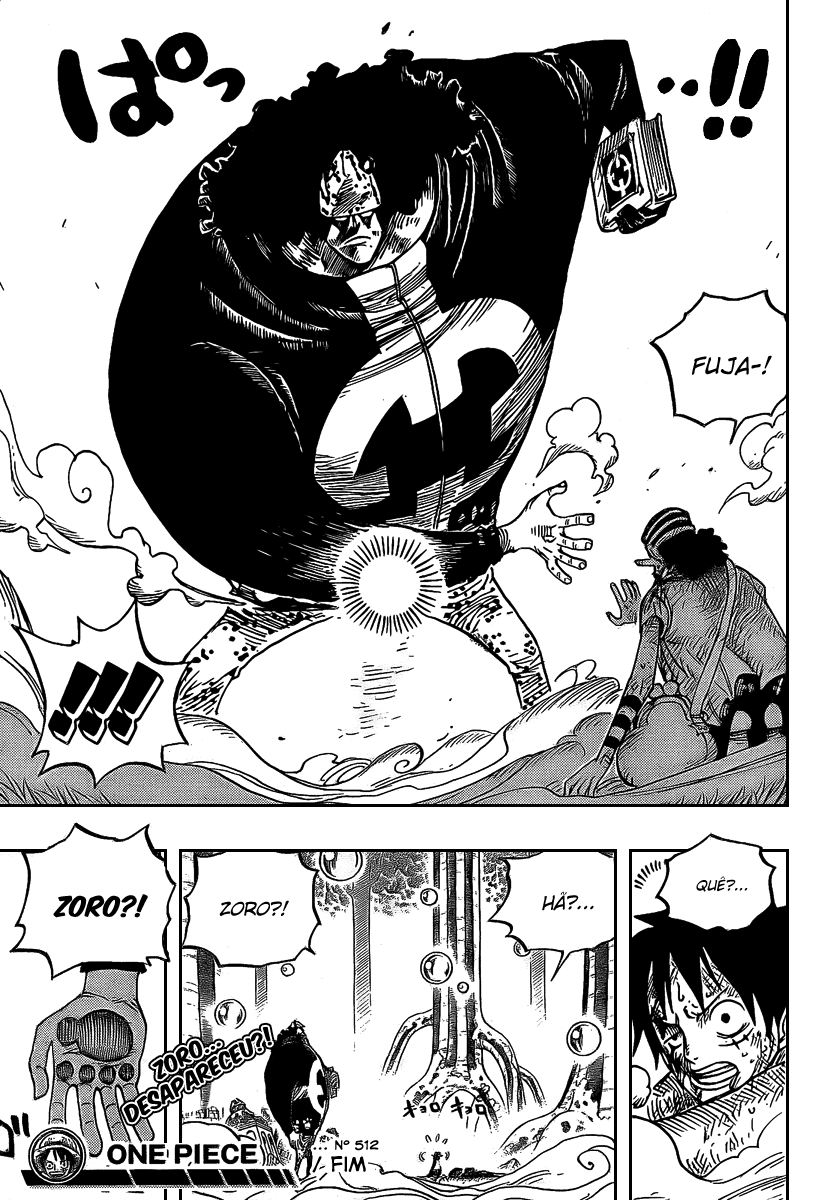 ‥!!
ぱっ
FUJA-!
!!!
QUÊ?...
HÃ?...
ZORO?!
キョロ キョロ
ZORO?!
ZORO...
DESAPARECEU?!
ONE PIECE
... Nº 512
FIM